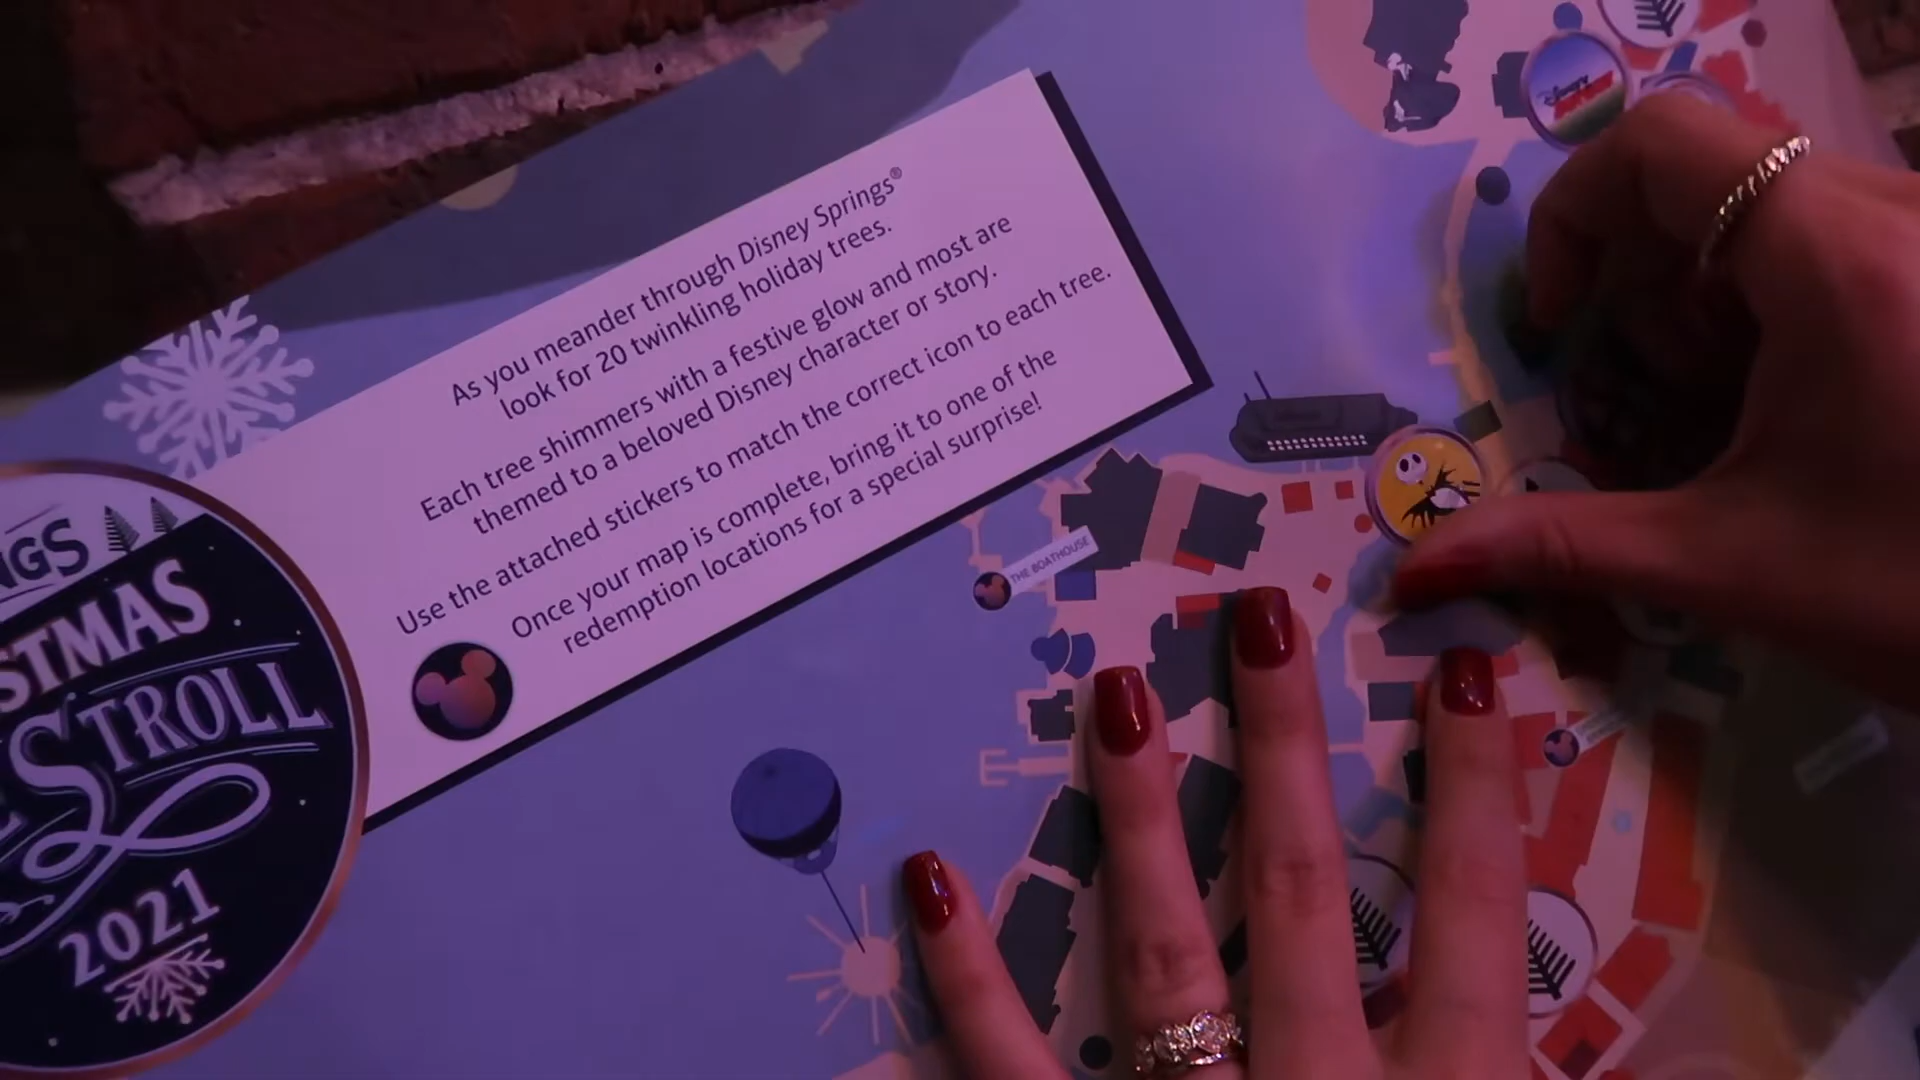 As you meander through Disney Springs®
look for 20 twinkling holiday trees.
Each tree shimmers with a festive glow and most are
themed to a beloved Disney character or story.
Use the attached stickers to match the correct icon to each tree.
Once your map is complete, bring it to one of the
redemption locations for a special surprise!
NGS
STMAS
E STROLL
2021
THE BOATHOUSE
Disney